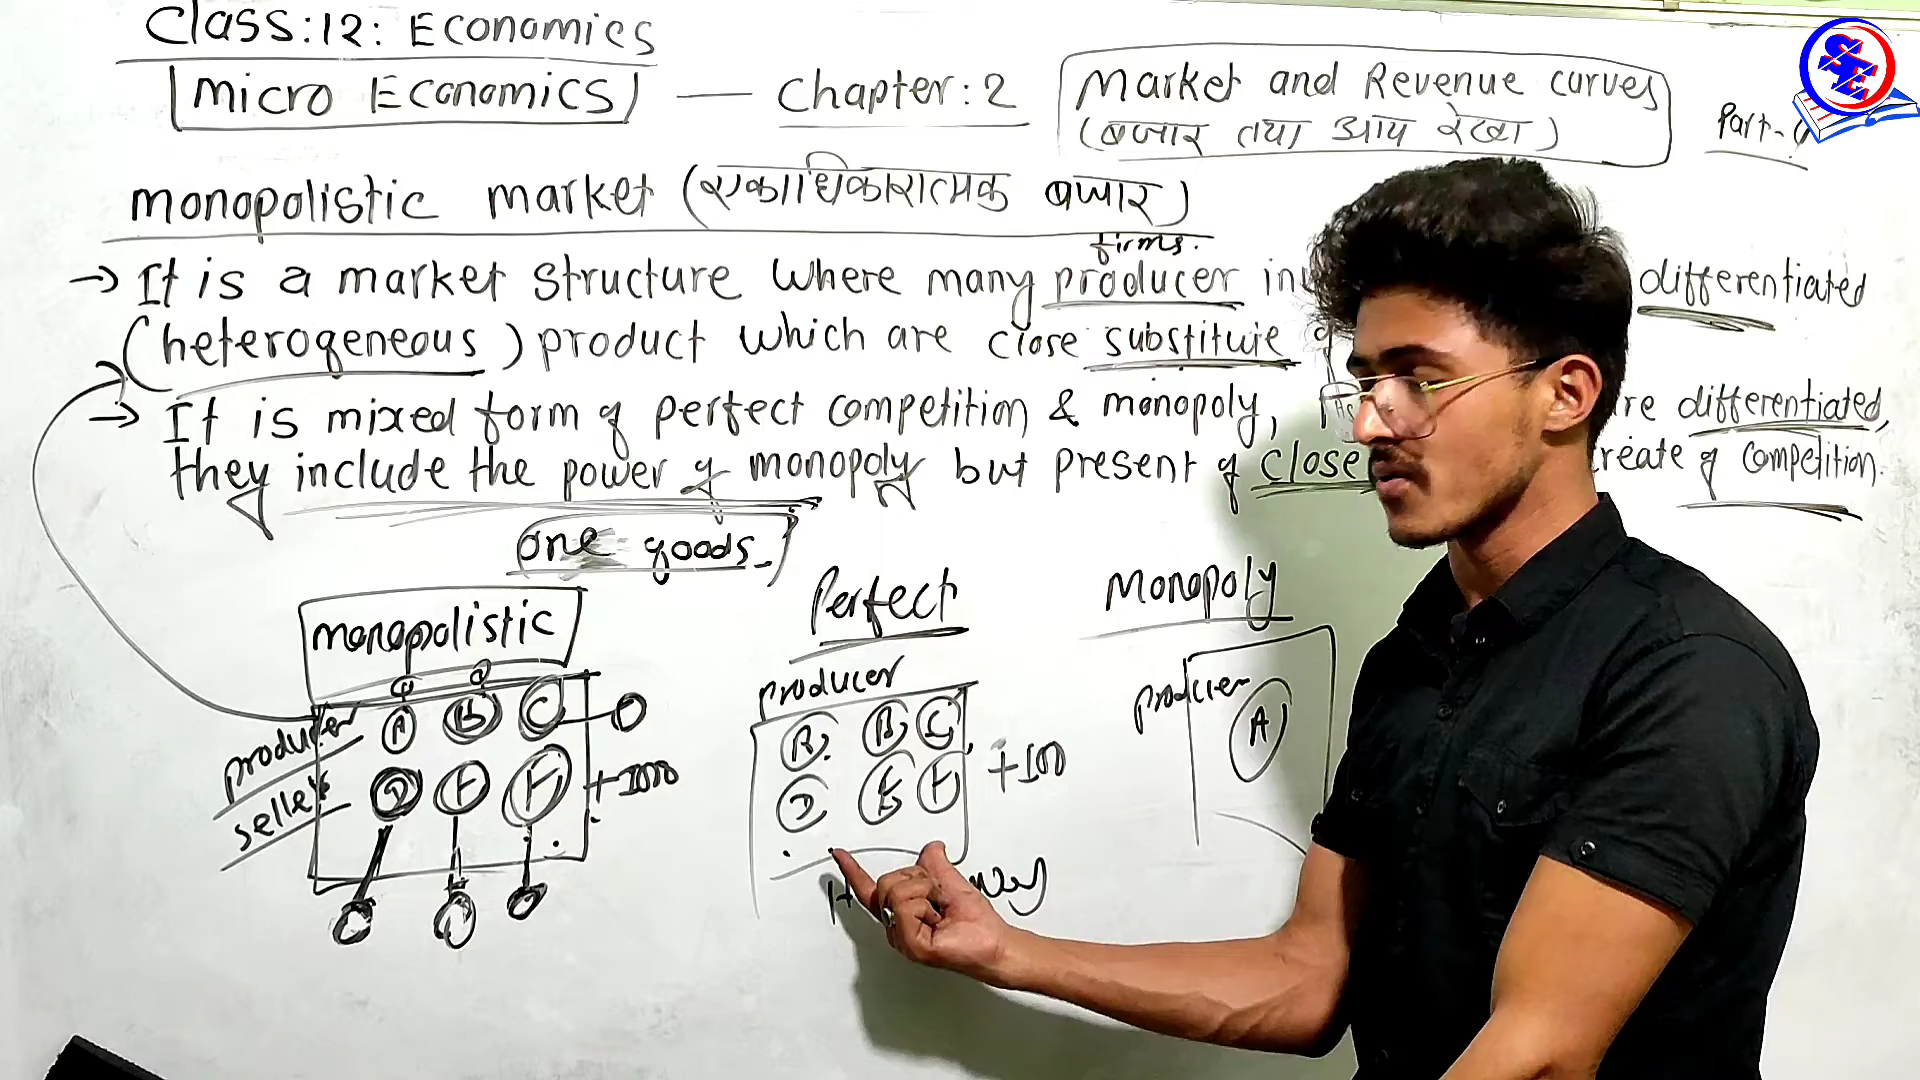 Class:12: Economics
Micro Economics — Chapter:2 Market and Revenue curves
(बजार तथा आय रेखा) Part-
monopolistic market (एकाधिकारात्मक बजार)
firms.
→ It is a market structure where many producer differentiated
(heterogeneous) product which are close substitute
→ It is mixed form of perfect competition & monopoly, are differentiated,
they include the power of monopoly but present of close create of competition.
one goods.
monopolistic Perfect Monopoly
producer producer producer
A B C
D E F
+1000
seller
A B C
D E F
+100
A